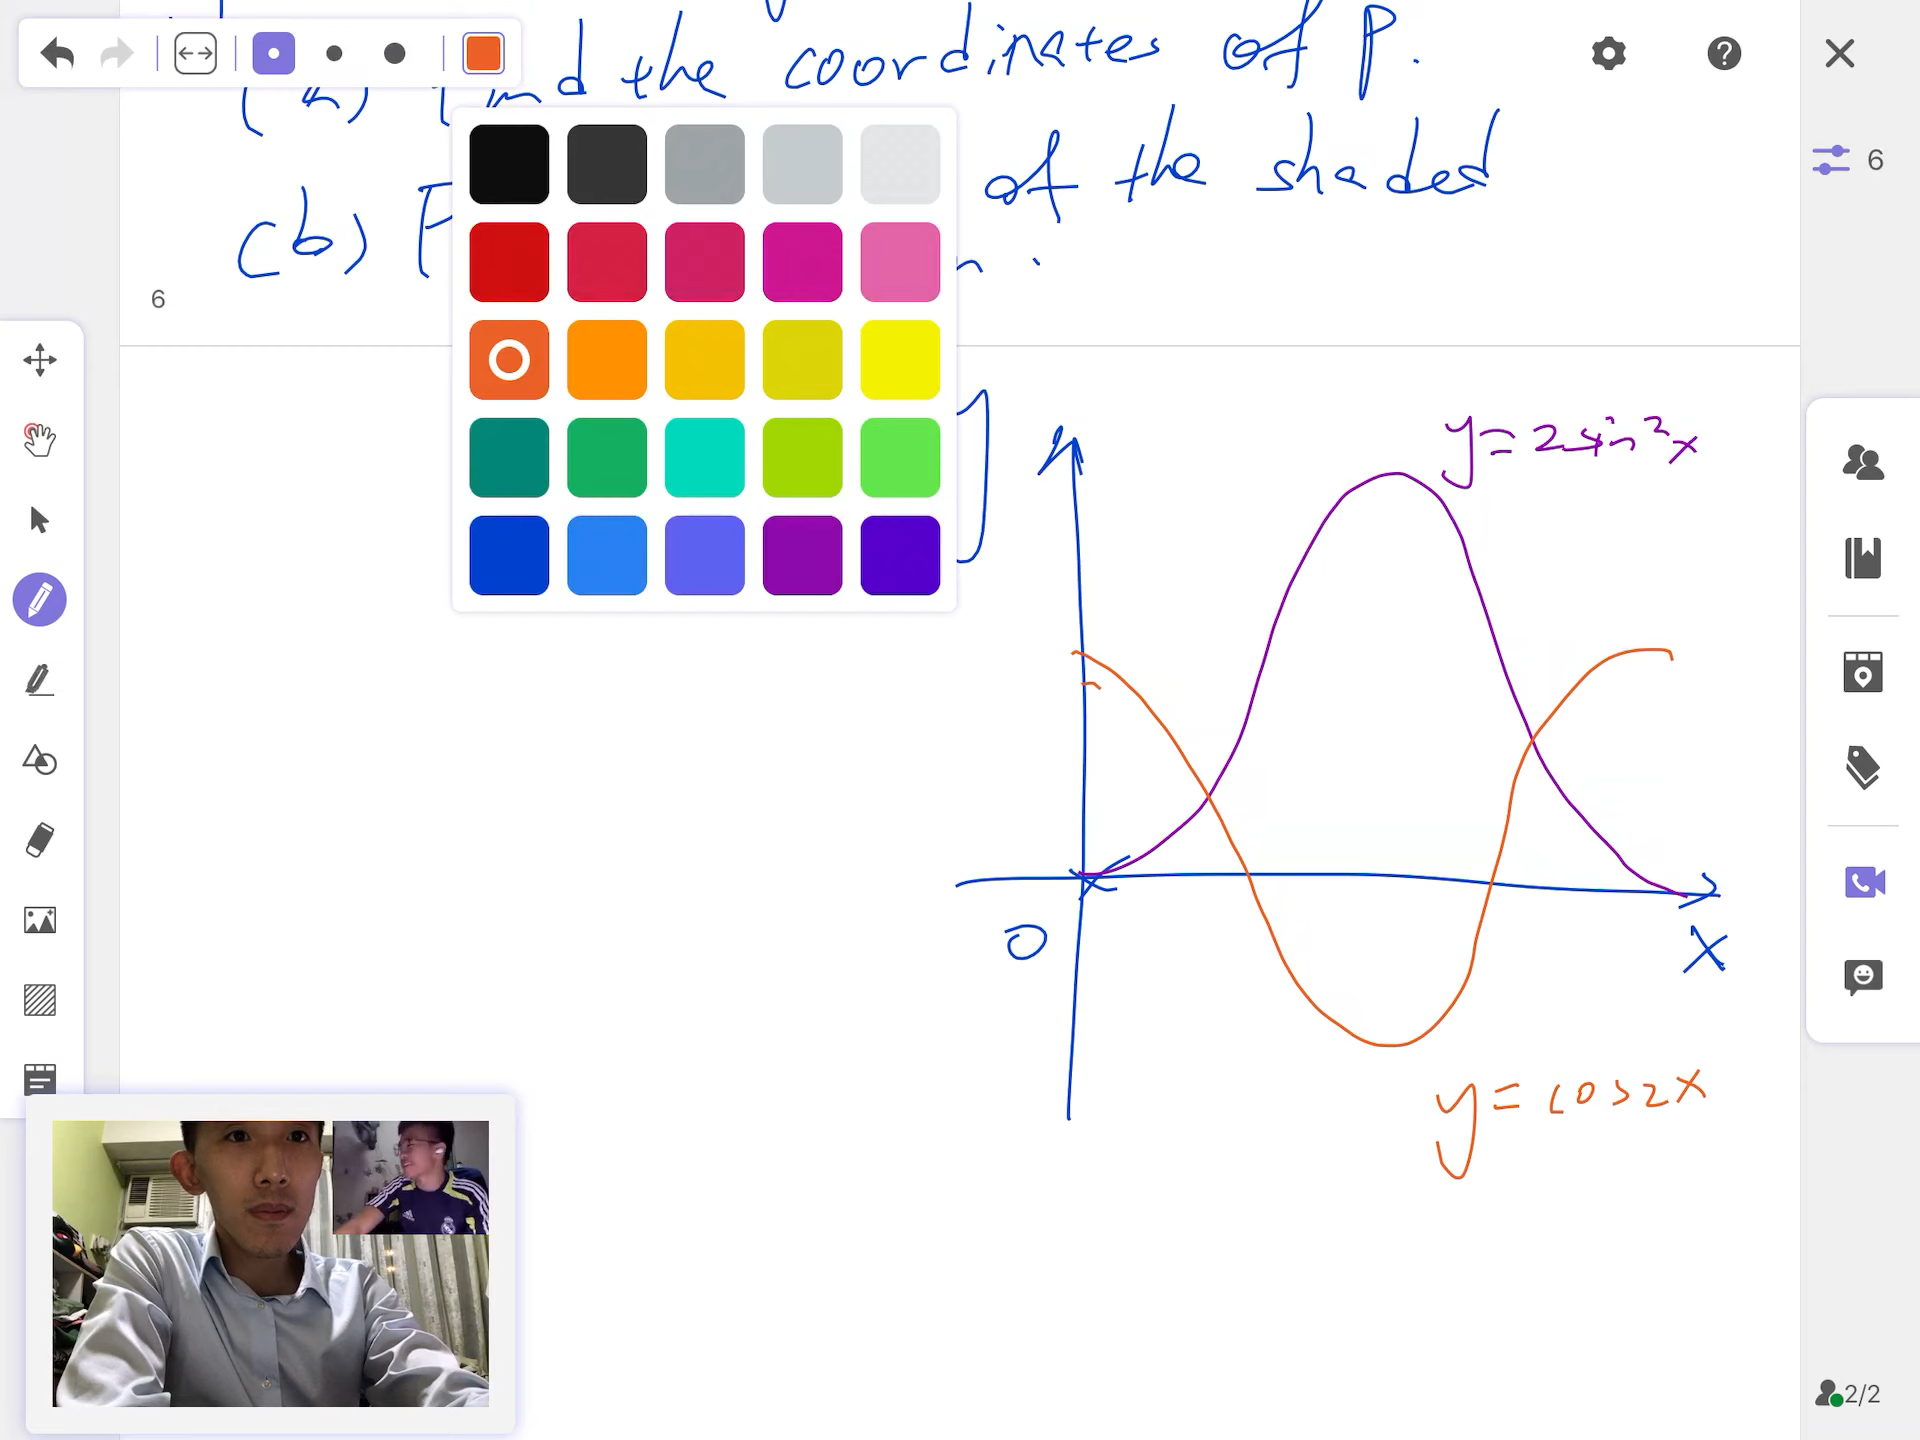 find the coordinates of P.
(b) F of the shaded
6
6
y
y=2sin²x
O
x
y=cos2x
2/2